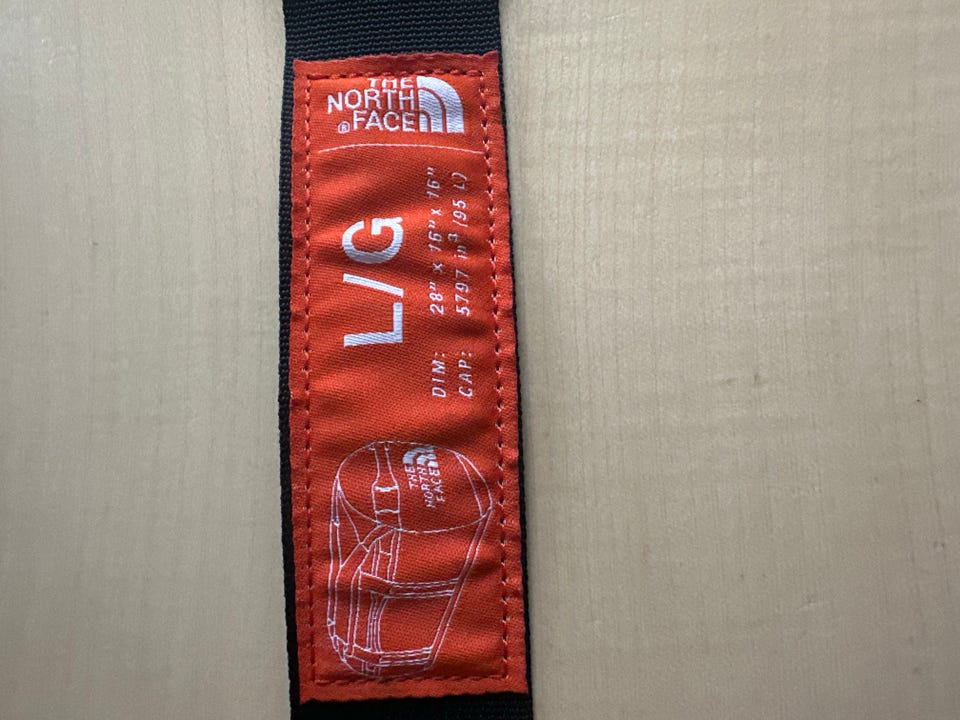 THE
NORTH
® FACE
L/G
DIM: 28" x 16" x 16"
CAP: 5797 in³ (95 L)
THE
NORTH
FACE